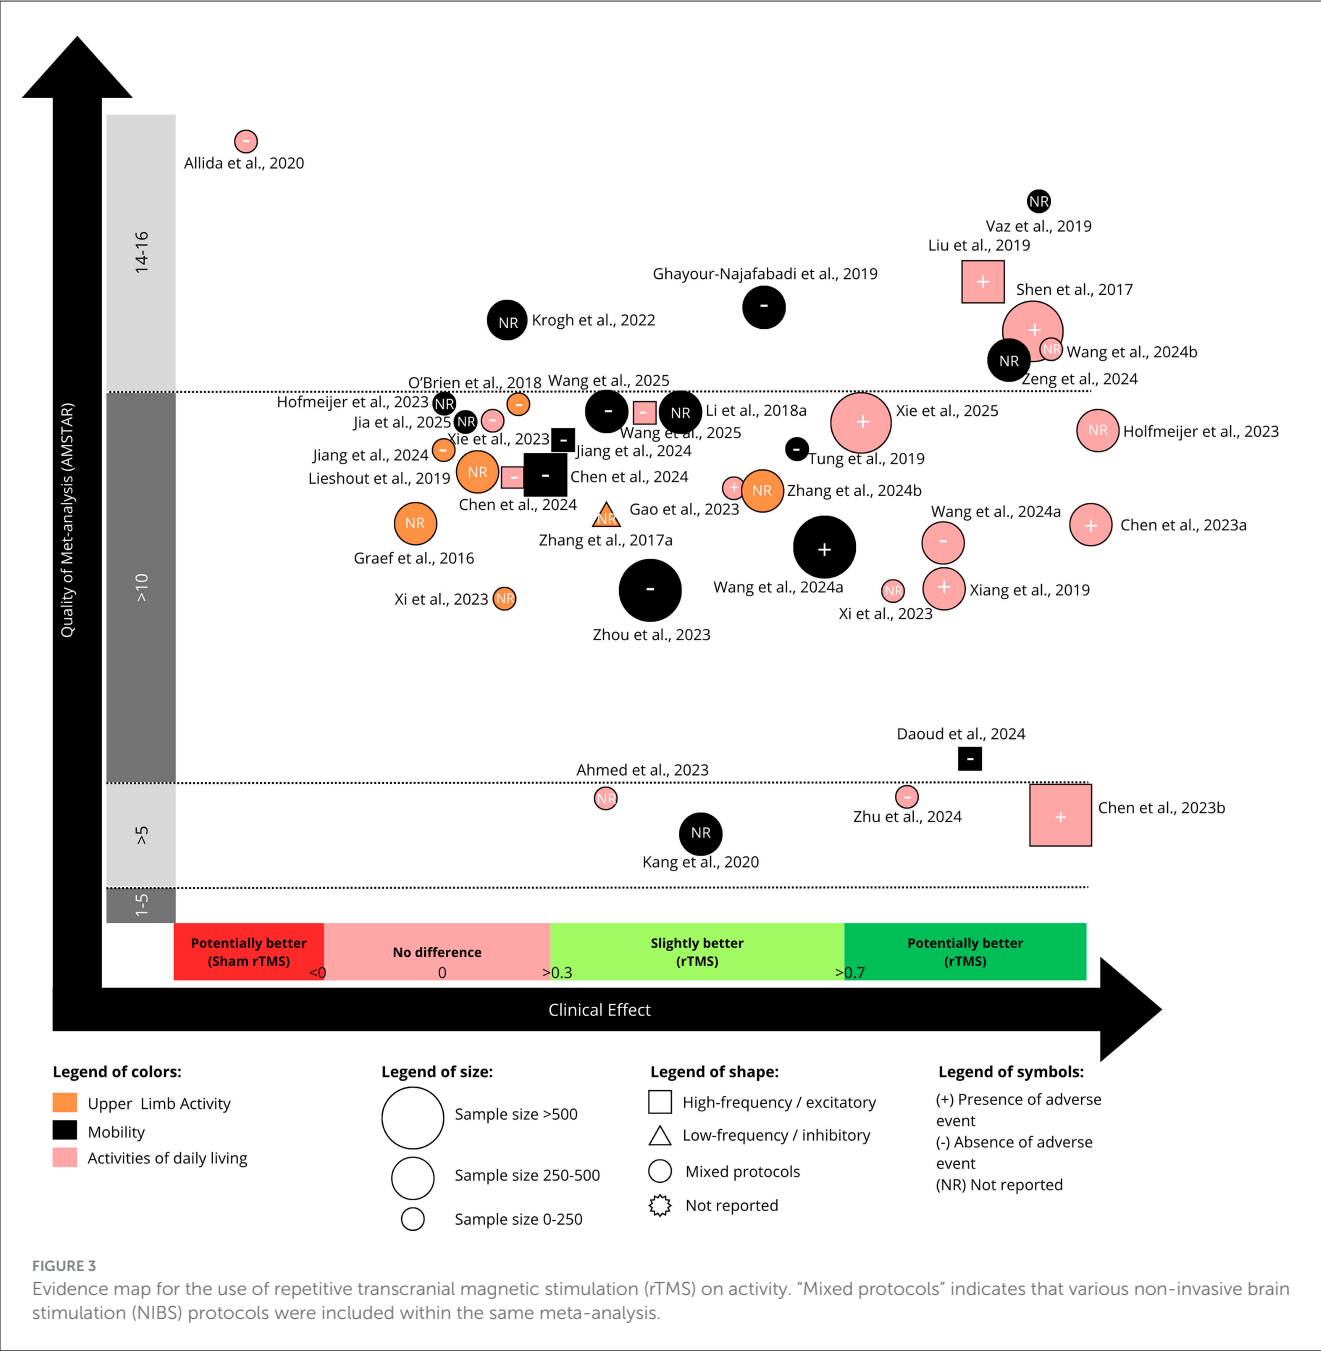 Quality of Met-analysis (AMSTAR)
14-16
>10
>5
1-5
-
Allida et al., 2020
NR
Vaz et al., 2019
Liu et al., 2019
+
Ghayour-Najafabadi et al., 2019
-
Shen et al., 2017
+
NR
Krogh et al., 2022
NR
Wang et al., 2024b
NR
Zeng et al., 2024
O'Brien et al., 2018
-
Wang et al., 2025
-
Hofmeijer et al., 2023
NR
Jia et al., 2025
NR
-
Xie et al., 2023
-
Wang et al., 2025
NR
Li et al., 2018a
+
Xie et al., 2025
NR
Holfmeijer et al., 2023
-
Jiang et al., 2024
Jiang et al., 2024
-
-
Tung et al., 2019
Lieshout et al., 2019
NR
-
Chen et al., 2024
-
Chen et al., 2024
+
Gao et al., 2023
NR
Zhang et al., 2024b
NR
Graef et al., 2016
NR
Zhang et al., 2017a
Wang et al., 2024a
-
+
Chen et al., 2023a
+
Wang et al., 2024a
Xi et al., 2023
NR
-
Zhou et al., 2023
NR
Xi et al., 2023
+
Xiang et al., 2019
Daoud et al., 2024
-
Ahmed et al., 2023
NR
-
Zhu et al., 2024
+
Chen et al., 2023b
NR
Kang et al., 2020
Potentially better
(Sham rTMS)
No difference
Slightly better
(rTMS)
Potentially better
(rTMS)
<0
0
>0.3
>0.7
Clinical Effect
Legend of colors:
Upper Limb Activity
Mobility
Activities of daily living
Legend of size:
Sample size >500
Sample size 250-500
Sample size 0-250
Legend of shape:
High-frequency / excitatory
Low-frequency / inhibitory
Mixed protocols
Not reported
Legend of symbols:
(+) Presence of adverse
event
(-) Absence of adverse
event
(NR) Not reported
FIGURE 3
Evidence map for the use of repetitive transcranial magnetic stimulation (rTMS) on activity. "Mixed protocols" indicates that various non-invasive brain
stimulation (NIBS) protocols were included within the same meta-analysis.